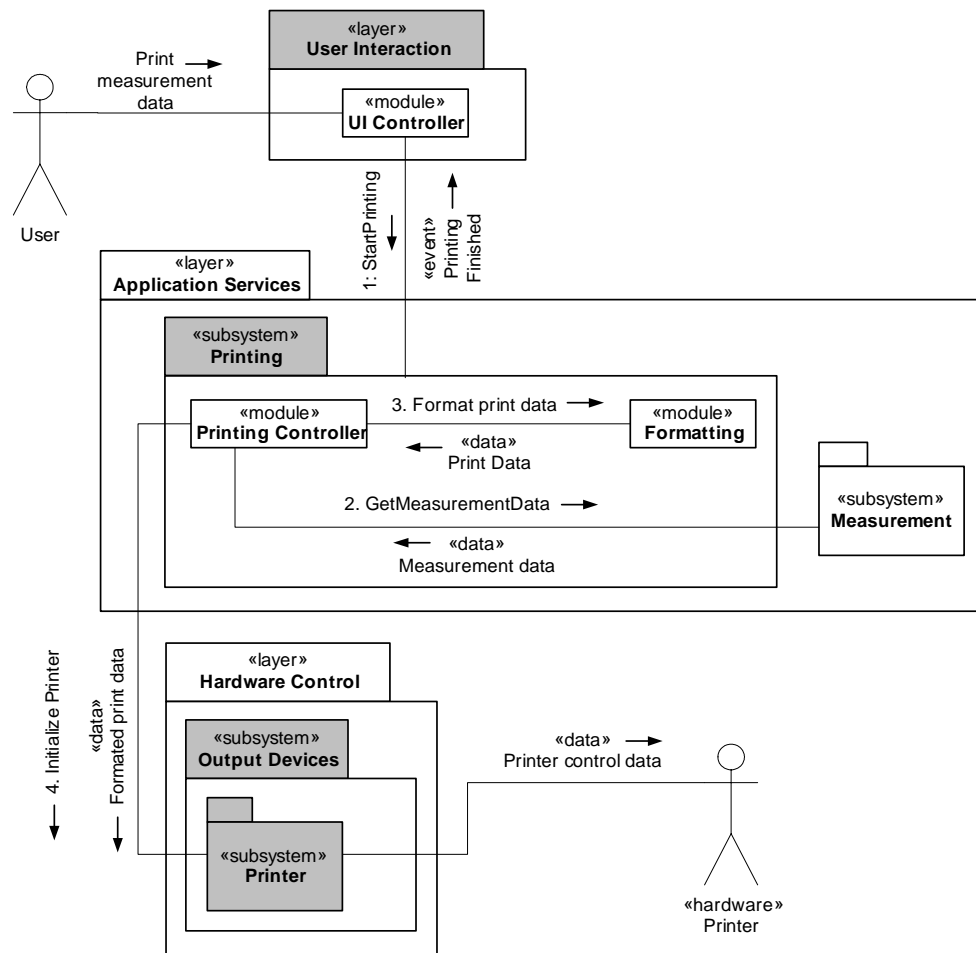 «layer»
User Interaction
Print
measurement
data
«module»
UI Controller
User
1: StartPrinting
«event»
Printing
Finished
«layer»
Application Services
«subsystem»
Printing
«module»
Printing Controller
3. Format print data
«module»
Formatting
«data»
Print Data
2. GetMeasurementData
«subsystem»
Measurement
«data»
Measurement data
4. Initialize Printer
«data»
Formated print data
«layer»
Hardware Control
«subsystem»
Output Devices
«subsystem»
Printer
«data»
Printer control data
«hardware»
Printer